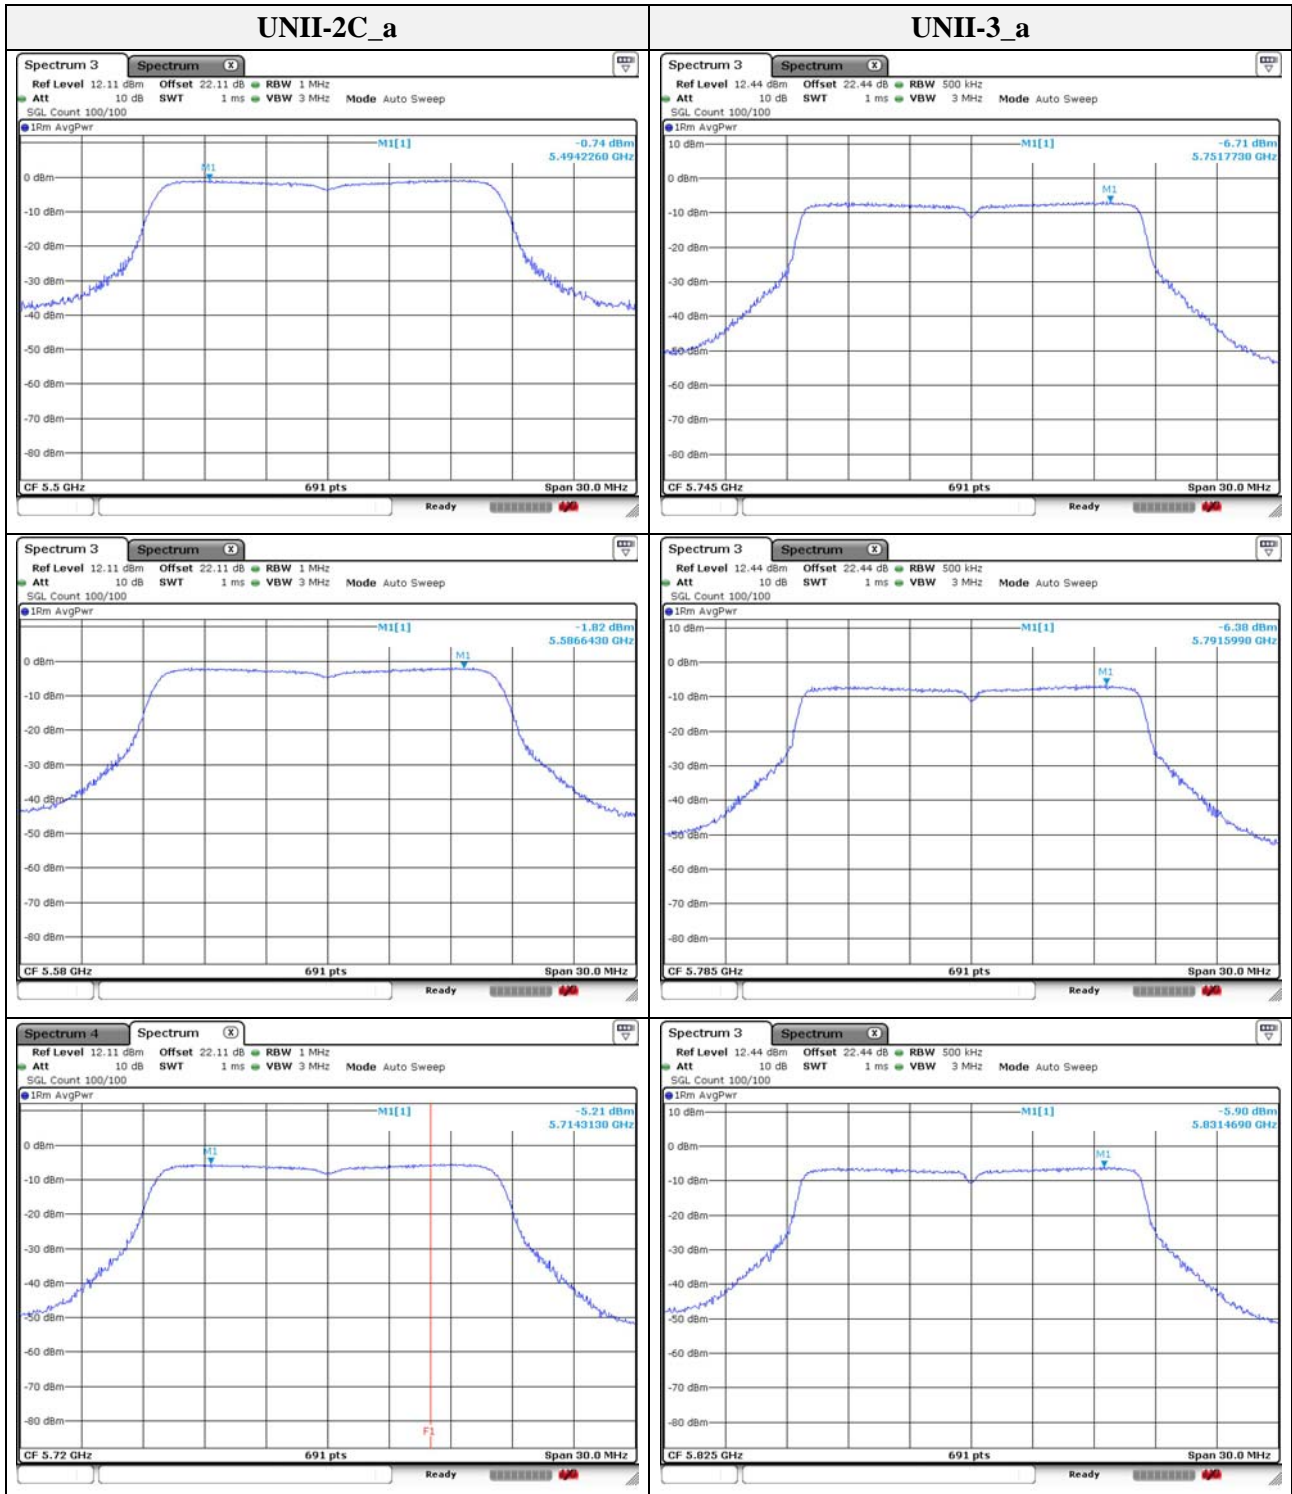 UNII-2C_a
UNII-3_a
Spectrum 3 Spectrum X
Ref Level 12.11 dBm Offset 22.11 dB RBW 1 MHz
Att 10 dB SWT 1 ms VBW 3 MHz Mode Auto Sweep
SGL Count 100/100
1Rm AvgPwr
M1[1] -0.74 dBm
5.4942260 GHz
M1
0 dBm
-10 dBm
-20 dBm
-30 dBm
-40 dBm
-50 dBm
-60 dBm
-70 dBm
-80 dBm
CF 5.5 GHz 691 pts Span 30.0 MHz
Ready
Spectrum 3 Spectrum X
Ref Level 12.44 dBm Offset 22.44 dB RBW 500 kHz
Att 10 dB SWT 1 ms VBW 3 MHz Mode Auto Sweep
SGL Count 100/100
1Rm AvgPwr
10 dBm M1[1] -6.71 dBm
5.7517730 GHz
0 dBm
M1
-10 dBm
-20 dBm
-30 dBm
-40 dBm
-50 dBm
-60 dBm
-70 dBm
-80 dBm
CF 5.745 GHz 691 pts Span 30.0 MHz
Ready
Spectrum 3 Spectrum X
Ref Level 12.11 dBm Offset 22.11 dB RBW 1 MHz
Att 10 dB SWT 1 ms VBW 3 MHz Mode Auto Sweep
SGL Count 100/100
1Rm AvgPwr
M1[1] -1.82 dBm
5.5866430 GHz
M1
0 dBm
-10 dBm
-20 dBm
-30 dBm
-40 dBm
-50 dBm
-60 dBm
-70 dBm
-80 dBm
CF 5.58 GHz 691 pts Span 30.0 MHz
Ready
Spectrum 3 Spectrum X
Ref Level 12.44 dBm Offset 22.44 dB RBW 500 kHz
Att 10 dB SWT 1 ms VBW 3 MHz Mode Auto Sweep
SGL Count 100/100
1Rm AvgPwr
10 dBm M1[1] -6.38 dBm
5.7915990 GHz
0 dBm
M1
-10 dBm
-20 dBm
-30 dBm
-40 dBm
-50 dBm
-60 dBm
-70 dBm
-80 dBm
CF 5.785 GHz 691 pts Span 30.0 MHz
Ready
Spectrum 4 Spectrum X
Ref Level 12.11 dBm Offset 22.11 dB RBW 1 MHz
Att 10 dB SWT 1 ms VBW 3 MHz Mode Auto Sweep
SGL Count 100/100
1Rm AvgPwr
M1[1] -5.21 dBm
5.7143130 GHz
0 dBm
M1
-10 dBm
-20 dBm
-30 dBm
-40 dBm
-50 dBm
-60 dBm
-70 dBm
-80 dBm
F1
CF 5.72 GHz 691 pts Span 30.0 MHz
Ready
Spectrum 3 Spectrum X
Ref Level 12.44 dBm Offset 22.44 dB RBW 500 kHz
Att 10 dB SWT 1 ms VBW 3 MHz Mode Auto Sweep
SGL Count 100/100
1Rm AvgPwr
10 dBm M1[1] -5.90 dBm
5.8314690 GHz
0 dBm
M1
-10 dBm
-20 dBm
-30 dBm
-40 dBm
-50 dBm
-60 dBm
-70 dBm
-80 dBm
CF 5.825 GHz 691 pts Span 30.0 MHz
Ready